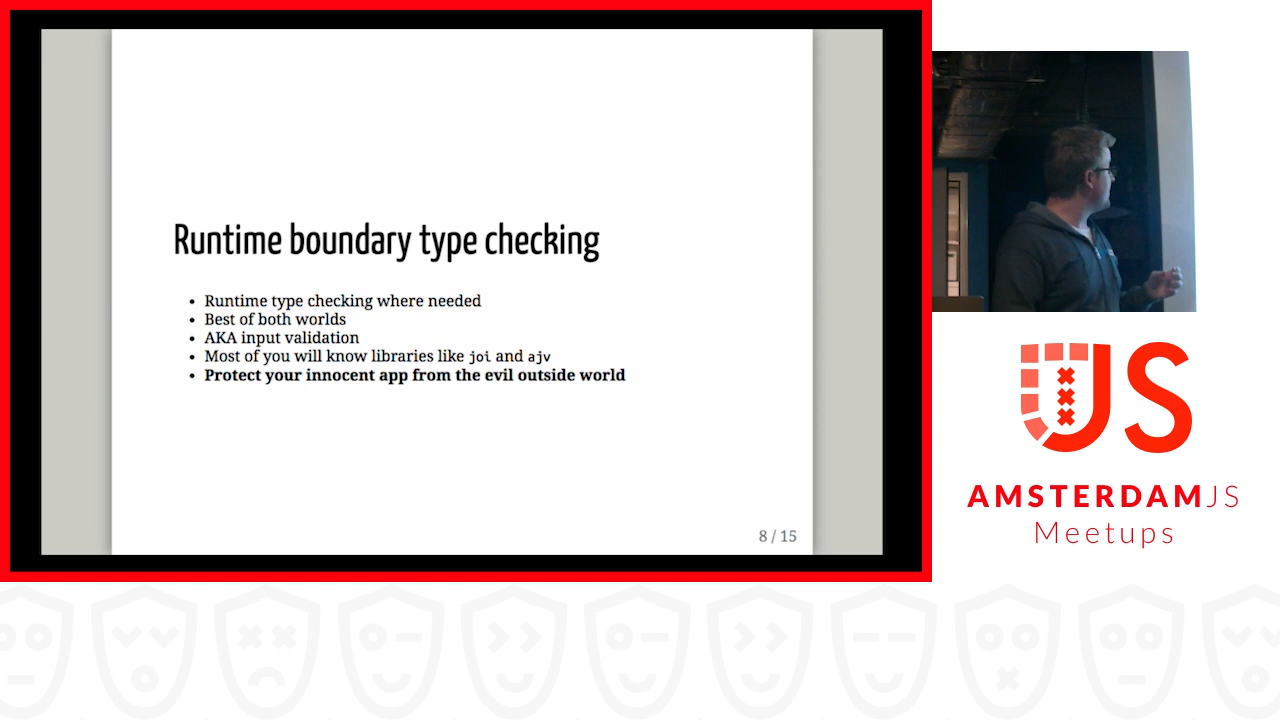 Runtime boundary type checking
• Runtime type checking where needed
• Best of both worlds
• AKA input validation
• Most of you will know libraries like joi and ajv
• Protect your innocent app from the evil outside world
8 / 15
JS
AMSTERDAMJS
Meetups